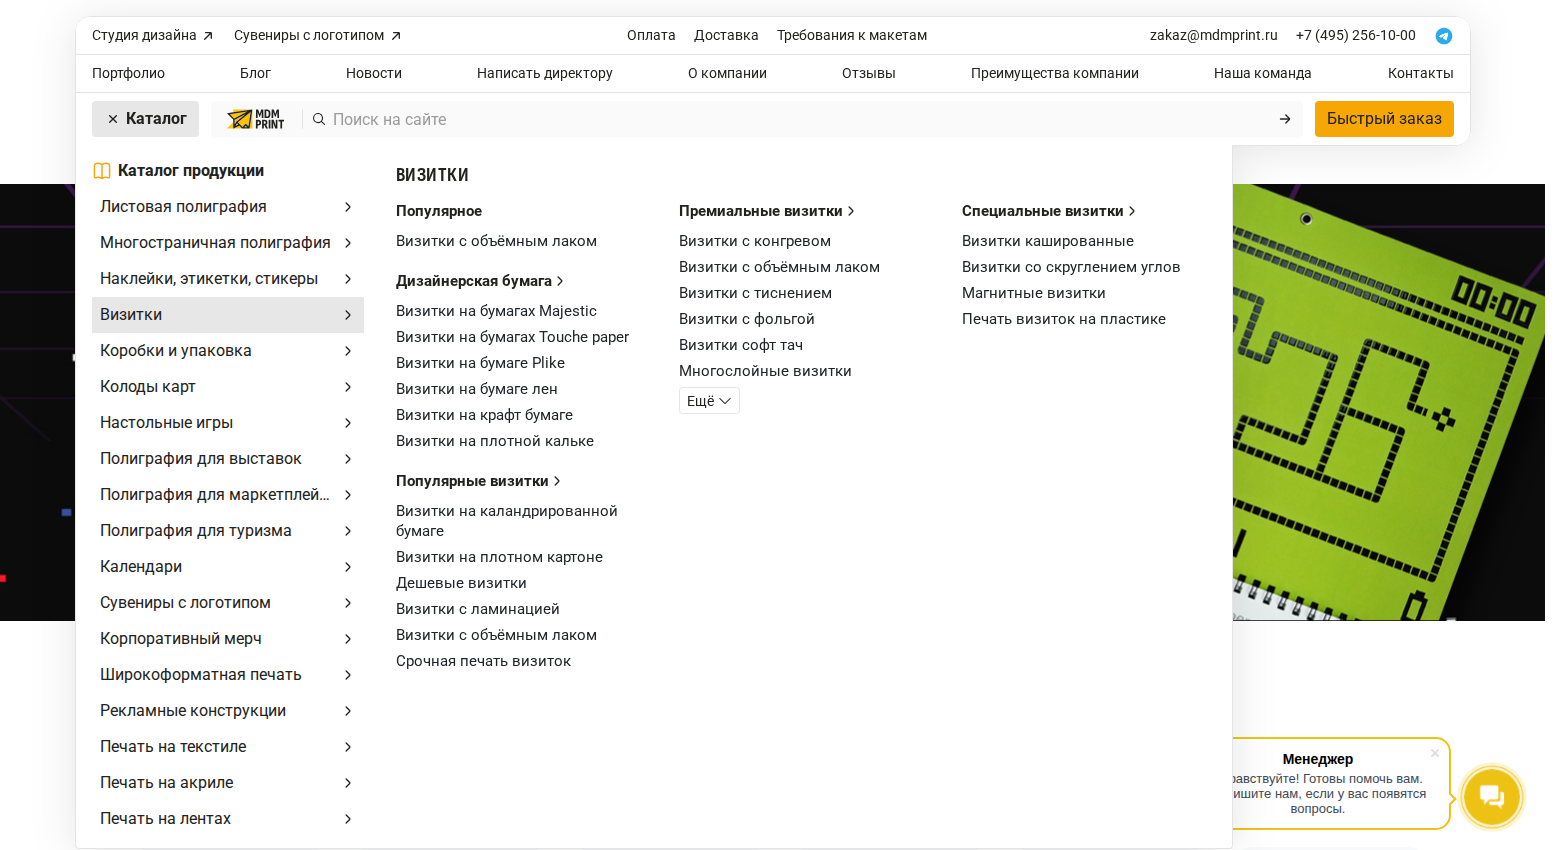 Студия дизайна
Сувениры с логотипом
Оплата
Доставка
Требования к макетам
zakaz@mdmprint.ru
+7 (495) 256-10-00
Портфолио
Блог
Новости
Написать директору
О компании
Отзывы
Преимущества компании
Наша команда
Контакты
Каталог
MDM
PRINT
Поиск на сайте
Быстрый заказ
Каталог продукции
Листовая полиграфия
Многостраничная полиграфия
Наклейки, этикетки, стикеры
Визитки
Коробки и упаковка
Колоды карт
Настольные игры
Полиграфия для выставок
Полиграфия для маркетплей...
Полиграфия для туризма
Календари
Сувениры с логотипом
Корпоративный мерч
Широкоформатная печать
Рекламные конструкции
Печать на текстиле
Печать на акриле
Печать на лентах
ВИЗИТКИ
Популярное
Визитки с объёмным лаком
Дизайнерская бумага
Визитки на бумагах Majestic
Визитки на бумагах Touche paper
Визитки на бумаге Plike
Визитки на бумаге лен
Визитки на крафт бумаге
Визитки на плотной кальке
Популярные визитки
Визитки на каландрированной
бумаге
Визитки на плотном картоне
Дешевые визитки
Визитки с ламинацией
Визитки с объёмным лаком
Срочная печать визиток
Премиальные визитки
Визитки с конгревом
Визитки с объёмным лаком
Визитки с тиснением
Визитки с фольгой
Визитки софт тач
Многослойные визитки
Ещё
Специальные визитки
Визитки кашированные
Визитки со скруглением углов
Магнитные визитки
Печать визиток на пластике
00:00
Менеджер
равствуйте! Готовы помочь вам.
ишите нам, если у вас появятся
вопросы.